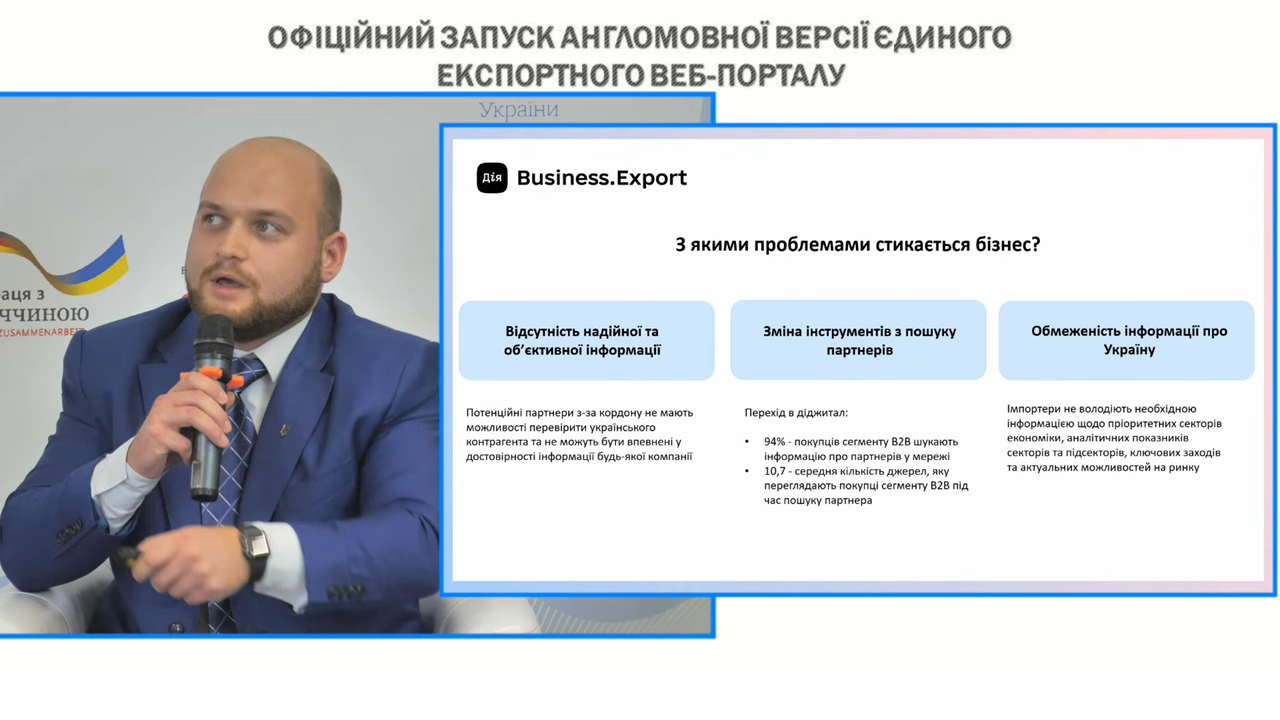 ОФІЦІЙНИЙ ЗАПУСК АНГЛОМОВНОЇ ВЕРСІЇ ЄДИНОГО
ЕКСПОРТНОГО ВЕБ-ПОРТАЛУ
України
ZUSAMMENARBEIT
Дія Business.Export
З якими проблемами стикається бізнес?
Відсутність надійної та
об’єктивної інформації
Потенційні партнери з-за кордону не мають
можливості перевірити українського
контрагента та не можуть бути впевнені у
достовірності інформації будь-якої компанії
Зміна інструментів з пошуку
партнерів
Перехід в діджитал:
• 94% - покупців сегменту B2B шукають
інформацію про партнерів у мережі
• 10,7 - середня кількість джерел, яку
переглядають покупці сегменту B2B під
час пошуку партнера
Обмеженість інформації про
Україну
Імпортери не володіють необхідною
інформацією щодо пріоритетних секторів
економіки, аналітичних показників
секторів та підсекторів, ключових заходів
та актуальних можливостей на ринку